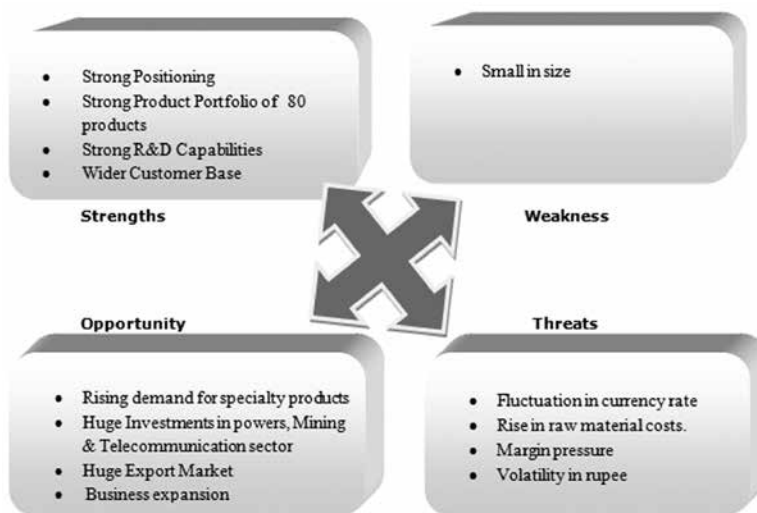 • Strong Positioning
• Strong Product Portfolio of 80
products
• Strong R&D Capabilities
• Wider Customer Base
Strengths
• Small in size
Weakness
Opportunity
• Rising demand for specialty products
• Huge Investments in powers, Mining
& Telecommunication sector
• Huge Export Market
• Business expansion
Threats
• Fluctuation in currency rate
• Rise in raw material costs.
• Margin pressure
• Volatility in rupee